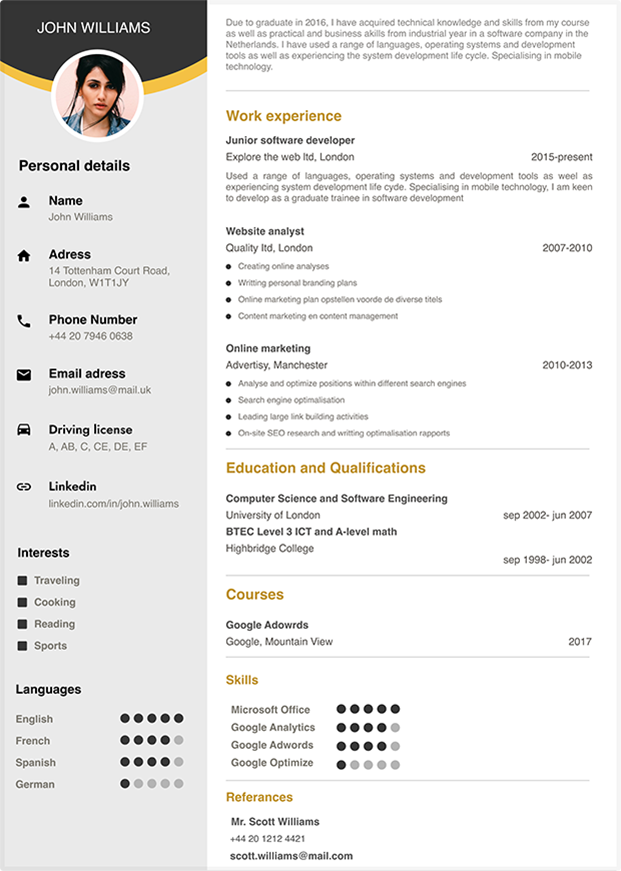 JOHN WILLIAMS
Personal details
Name
John Williams
Adress
14 Tottenham Court Road,
London, W1T1JY
Phone Number
+44 20 7946 0638
Email adress
john.williams@mail.uk
Driving license
A, AB, C, CE, DE, EF
Linkedin
linkedin.com/in/john.williams
Interests
Traveling
Cooking
Reading
Sports
Languages
English
French
Spanish
German
Due to graduate in 2016, I have acquired technical knowledge and skills from my course
as well as practical and business akills from industrial year in a software company in the
Netherlands. I have used a range of languages, operating systems and development
tools as well as experiencing the system development life cycle. Specialising in mobile
technology.
Work experience
Junior software developer
Explore the web ltd, London 2015-present
Used a range of languages, operating systems and development tools as weel as
experiencing system development life cyde. Specialising in mobile technology, I am keen
to develop as a graduate trainee in software development
Website analyst
Quality ltd, London 2007-2010
Creating online analyses
Writting personal branding plans
Online marketing plan opstellen voorde de diverse titels
Content marketing en content management
Online marketing
Advertisy, Manchester 2010-2013
Analyse and optimize positions within different search engines
Search engine optimalisation
Leading large link building activities
On-site SEO research and writting optimalisation rapports
Education and Qualifications
Computer Science and Software Engineering
University of London sep 2002- jun 2007
BTEC Level 3 ICT and A-level math
Highbridge College
sep 1998- jun 2002
Courses
Google Adowrds
Google, Mountain View 2017
Skills
Microsoft Office
Google Analytics
Google Adwords
Google Optimize
Referances
Mr. Scott Williams
+44 20 1212 4421
scott.williams@mail.com